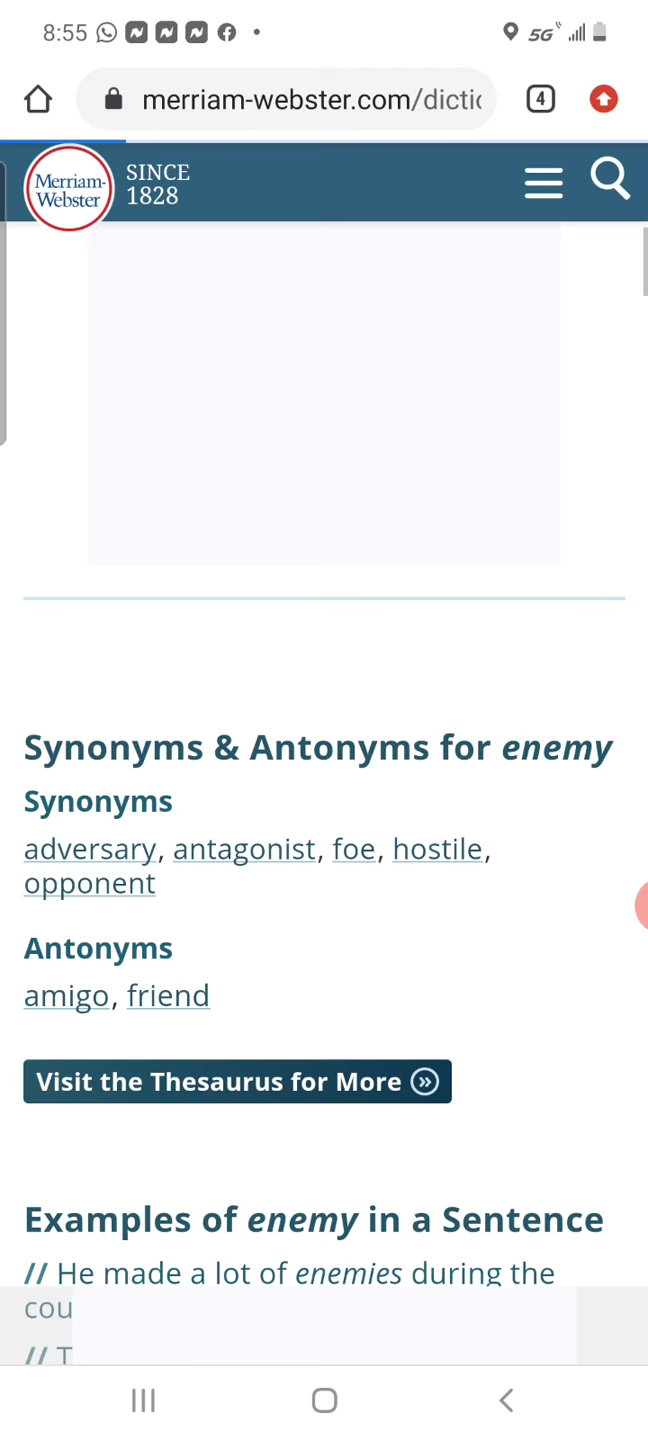 8:55
5G
merriam-webster.com/dictic
4
Merriam-
Webster
SINCE
1828
Synonyms & Antonyms for enemy
Synonyms
adversary, antagonist, foe, hostile,
opponent
Antonyms
amigo, friend
Visit the Thesaurus for More
Examples of enemy in a Sentence
// He made a lot of enemies during the
cou
// T